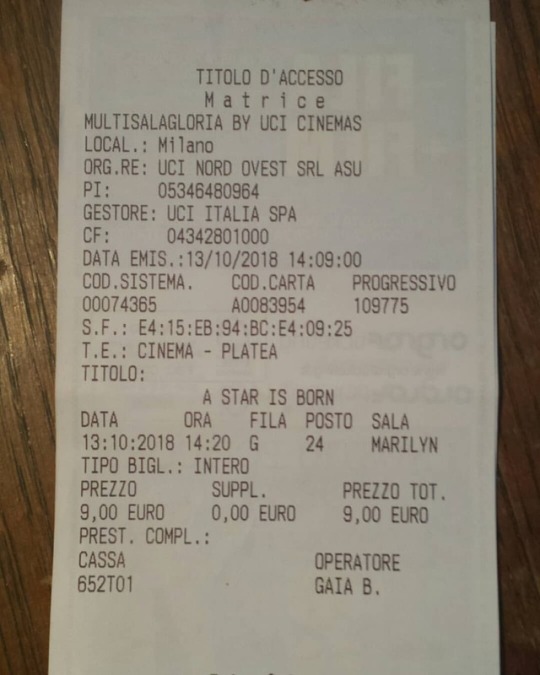 TITOLO D'ACCESSO
Matrice
MULTISALAGLORIA BY UCI CINEMAS
LOCAL.: Milano
ORG.RE: UCI NORD OVEST SRL ASU
PI: 05346480964
GESTORE: UCI ITALIA SPA
CF: 04342801000
DATA EMIS.:13/10/2018 14:09:00
COD.SISTEMA. COD.CARTA PROGRESSIVO
00074365 A0083954 109775
S.F.: E4:15:EB:94:BC:E4:09:25
T.E.: CINEMA - PLATEA
TITOLO:
A STAR IS BORN
DATA ORA FILA POSTO SALA
13:10:2018 14:20 G 24 MARILYN
TIPO BIGL.: INTERO
PREZZO SUPPL. PREZZO TOT.
9,00 EURO 0,00 EURO 9,00 EURO
PREST. COMPL.:
CASSA OPERATORE
652T01 GAIA B.